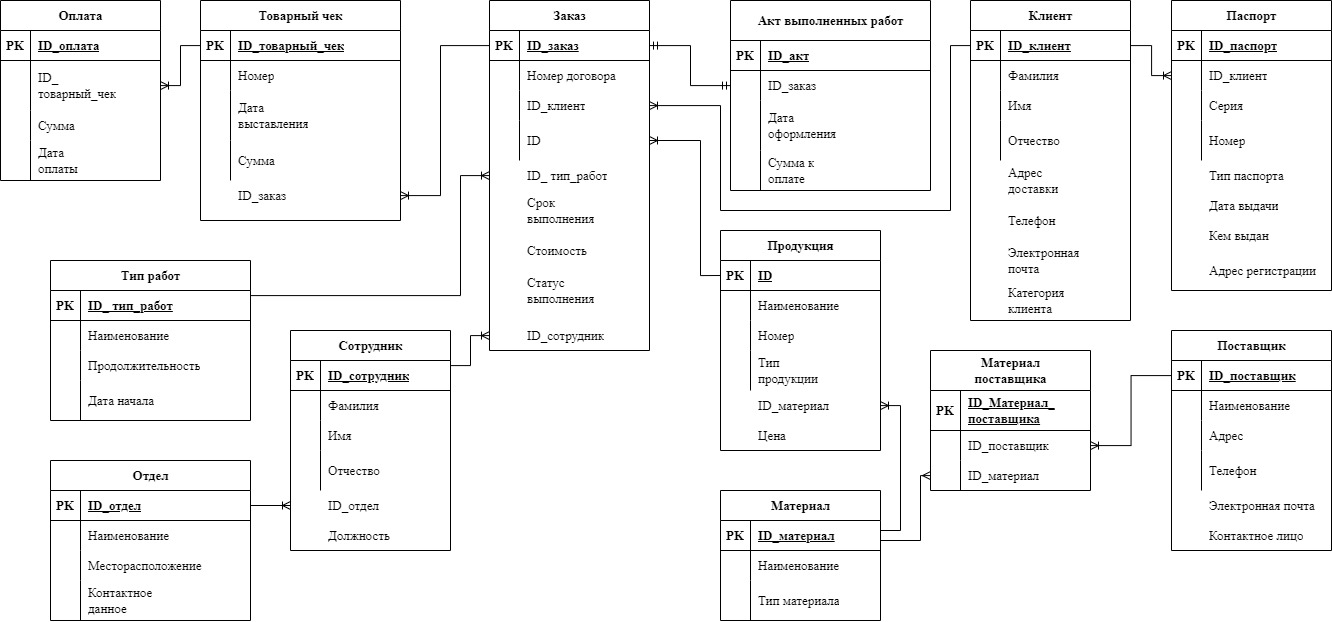 Оплата
PK ID_оплата
ID_
товарный_чек
Сумма
Дата
оплаты
Товарный чек
PK ID_товарный_чек
Номер
Дата
выставления
Сумма
ID_заказ
Заказ
PK ID_заказ
Номер договора
ID_клиент
ID
ID_ тип_работ
Срок
выполнения
Стоимость
Статус
выполнения
ID_сотрудник
Акт выполненных работ
PK ID_акт
ID_заказ
Дата
оформления
Сумма к
оплате
Клиент
PK ID_клиент
Фамилия
Имя
Отчество
Адрес
доставки
Телефон
Электронная
почта
Категория
клиента
Паспорт
PK ID_паспорт
ID_клиент
Серия
Номер
Тип паспорта
Дата выдачи
Кем выдан
Адрес регистрации
Тип работ
PK ID_ тип_работ
Наименование
Продолжительность
Дата начала
Сотрудник
PK ID_сотрудник
Фамилия
Имя
Отчество
ID_отдел
Должность
Продукция
PK ID
Наименование
Номер
Тип
продукции
ID_материал
Цена
Материал
поставщика
PK ID_Материал_
поставщика
ID_поставщик
ID_материал
Поставщик
PK ID_поставщик
Наименование
Адрес
Телефон
Электронная почта
Контактное лицо
Отдел
PK ID_отдел
Наименование
Месторасположение
Контактное
данное
Материал
PK ID_материал
Наименование
Тип материала